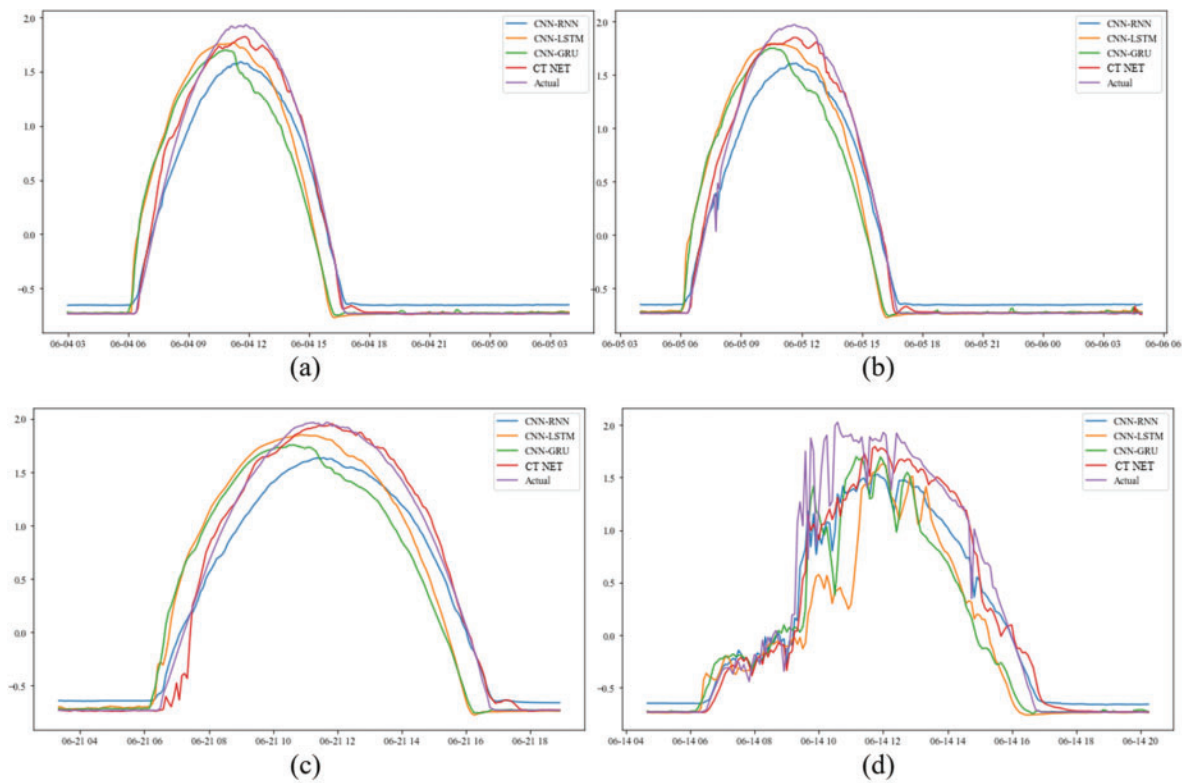 2.0
1.5
1.0
0.5
0.0
−0.5
CNN-RNN
CNN-LSTM
CNN-GRU
CT NET
Actual
06-04 03 06-04 06 06-04 09 06-04 12 06-04 15 06-04 18 06-04 21 06-05 00 06-05 03
(a)
2.0
1.5
1.0
0.5
0.0
−0.5
CNN-RNN
CNN-LSTM
CNN-GRU
CT NET
Actual
06-05 03 06-05 06 06-05 09 06-05 12 06-05 15 06-05 18 06-05 21 06-06 00 06-06 03 06-06 06
(b)
2.0
1.5
1.0
0.5
0.0
−0.5
CNN-RNN
CNN-LSTM
CNN-GRU
CT NET
Actual
06-21 04 06-21 06 06-21 08 06-21 10 06-21 12 06-21 14 06-21 16 06-21 18
(c)
2.0
1.5
1.0
0.5
0.0
−0.5
CNN-RNN
CNN-LSTM
CNN-GRU
CT NET
Actual
06-14 04 06-14 06 06-14 08 06-14 10 06-14 12 06-14 14 06-14 16 06-14 18 06-14 20
(d)